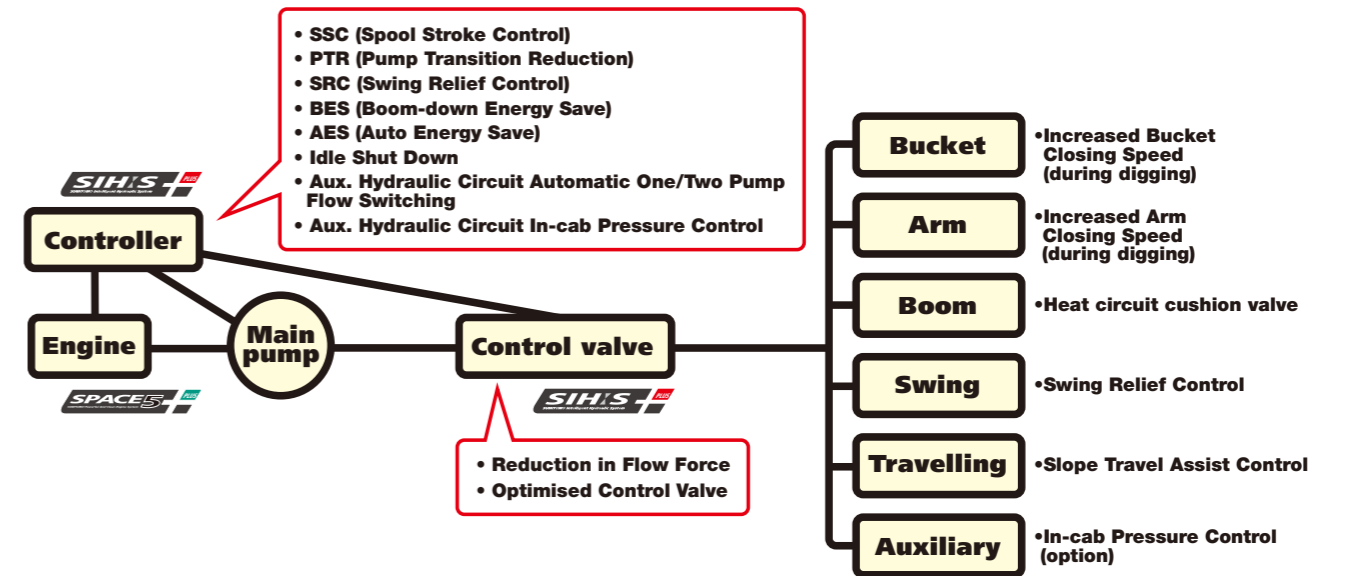 • SSC (Spool Stroke Control)
• PTR (Pump Transition Reduction)
• SRC (Swing Relief Control)
• BES (Boom-down Energy Save)
• AES (Auto Energy Save)
• Idle Shut Down
• Aux. Hydraulic Circuit Automatic One/Two Pump
Flow Switching
• Aux. Hydraulic Circuit In-cab Pressure Control
SIH:S PLUS
Controller
Engine
SPACE5 PLUS
Main
pump
Control valve
SIH:S PLUS
• Reduction in Flow Force
• Optimised Control Valve
Bucket
•Increased Bucket
Closing Speed
(during digging)
Arm
•Increased Arm
Closing Speed
(during digging)
Boom
•Heat circuit cushion valve
Swing
•Swing Relief Control
Travelling
•Slope Travel Assist Control
Auxiliary
•In-cab Pressure Control
(option)